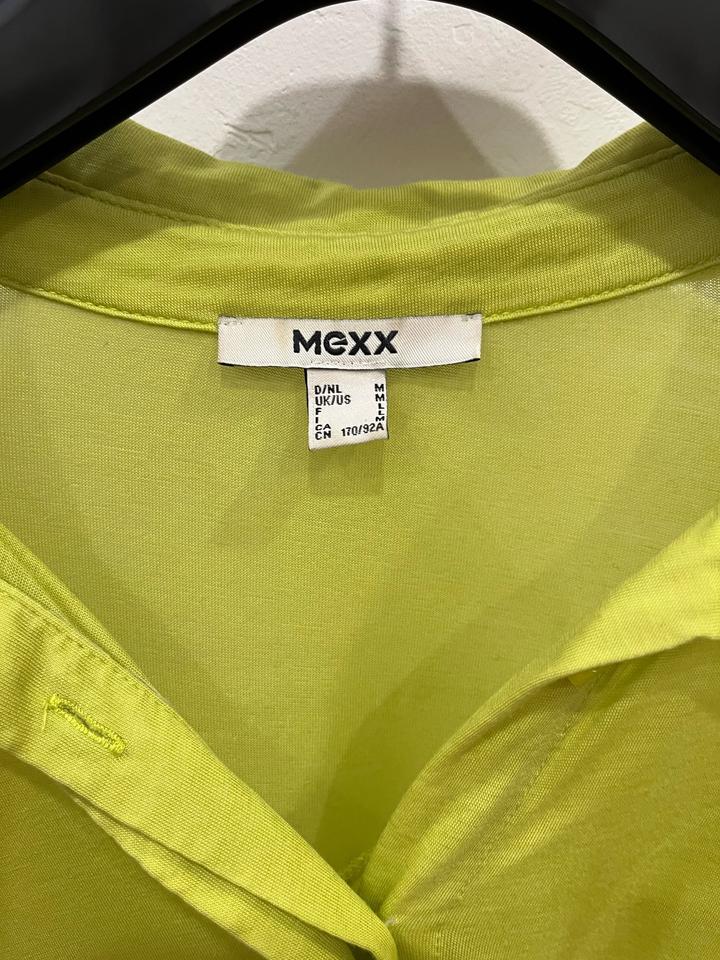 Mexx
D/NL M
UK/US M
F L
I L
CA M
CN 170/92A